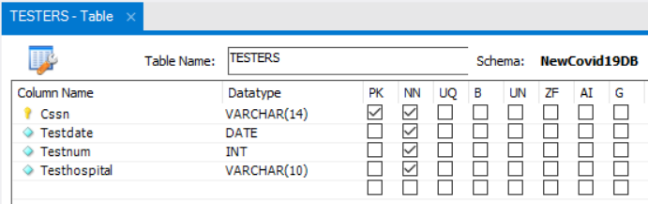 TESTERS - Table ×
Table Name: TESTERS Schema: NewCovid19DB
Column Name Datatype PK NN UQ B UN ZF AI G
Cssn VARCHAR(14)
Testdate DATE
Testnum INT
Testhospital VARCHAR(10)